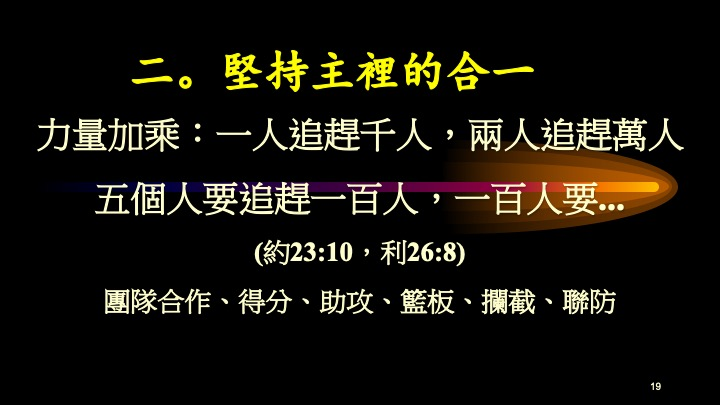 二。堅持主裡的合一
力量加乘：一人追趕千人，兩人追趕萬人
五個人要追趕一百人，一百人要...
(約23:10，利26:8)
團隊合作、得分、助攻、籃板、攔截、聯防
19